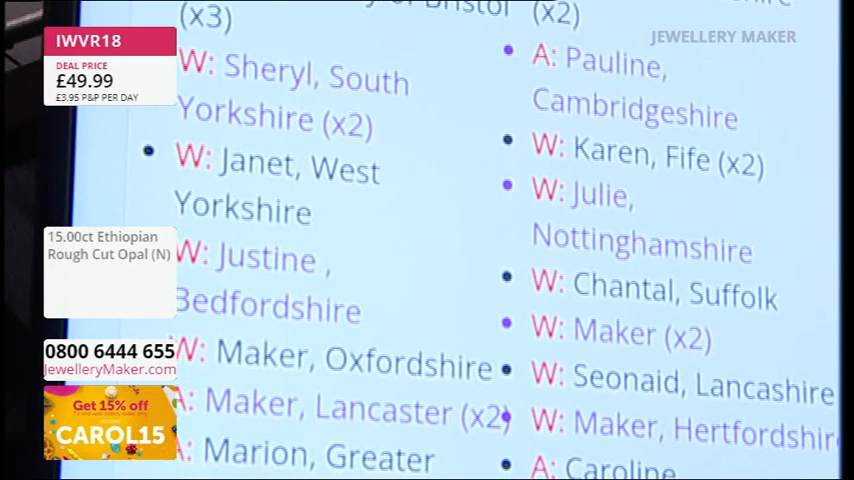 IWVR18
DEAL PRICE
£49.99
£3.95 P&P PER DAY
15.00ct Ethiopian
Rough Cut Opal (N)
0800 6444 655
JewelleryMaker.com
Get 15% off
CAROL15
JEWELLERY MAKER
of Bristol
(x3)
W: Sheryl, South
Yorkshire (x2)
W: Janet, West
Yorkshire
W: Justine ,
Bedfordshire
W: Maker, Oxfordshire
A: Maker, Lancaster (x2)
A: Marion, Greater
(x2)
A: Pauline,
Cambridgeshire
W: Karen, Fife (x2)
W: Julie,
Nottinghamshire
W: Chantal, Suffolk
W: Maker (x2)
W: Seonaid, Lancashire
W: Maker, Hertfordshir
A: Caroline